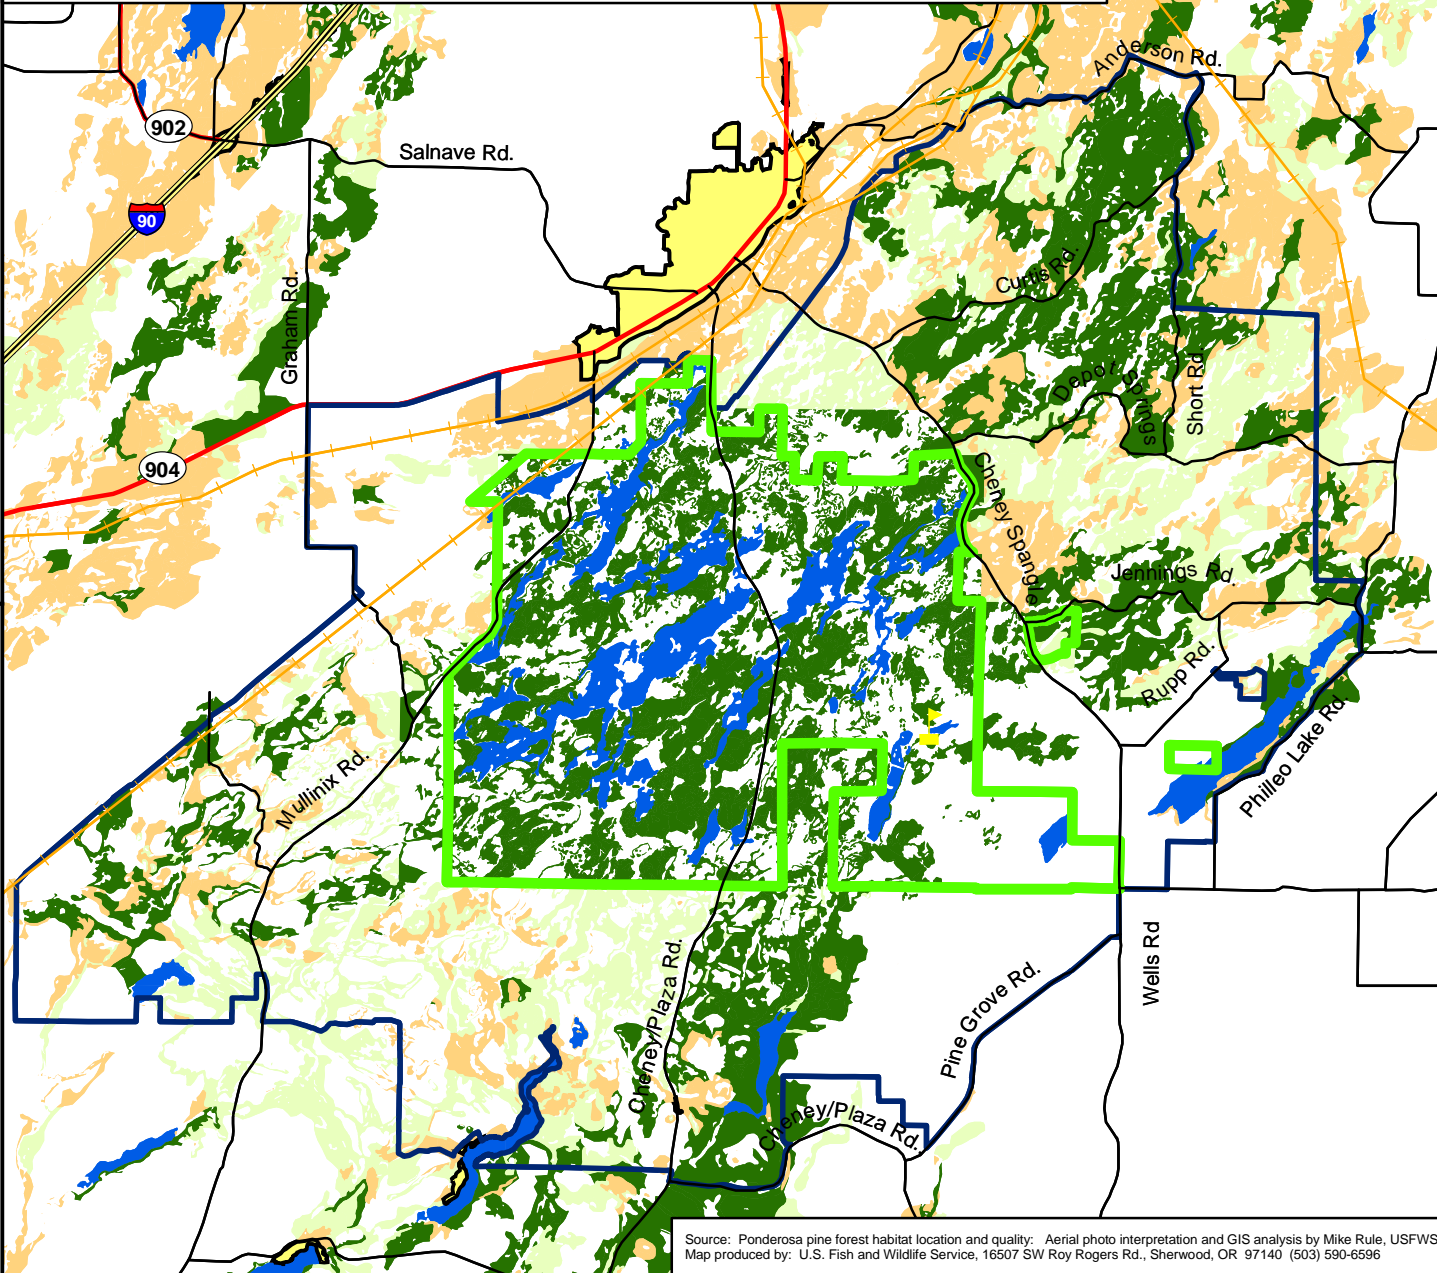 Anderson Rd.
902
Salnave Rd.
90
Curtis Rd.
Graham Rd.
Depot Springs
Short Rd.
904
Cheney Spangle
Jennings Rd.
Rupp Rd.
Philleo Lake Rd.
Mullinix Rd.
Cheney/Plaza Rd.
Wells Rd
Pine Grove Rd.
Cheney/Plaza Rd.
Source: Ponderosa pine forest habitat location and quality: Aerial photo interpretation and GIS analysis by Mike Rule, USFWS
Map produced by: U.S. Fish and Wildlife Service, 16507 SW Roy Rogers Rd., Sherwood, OR 97140 (503) 590-6596